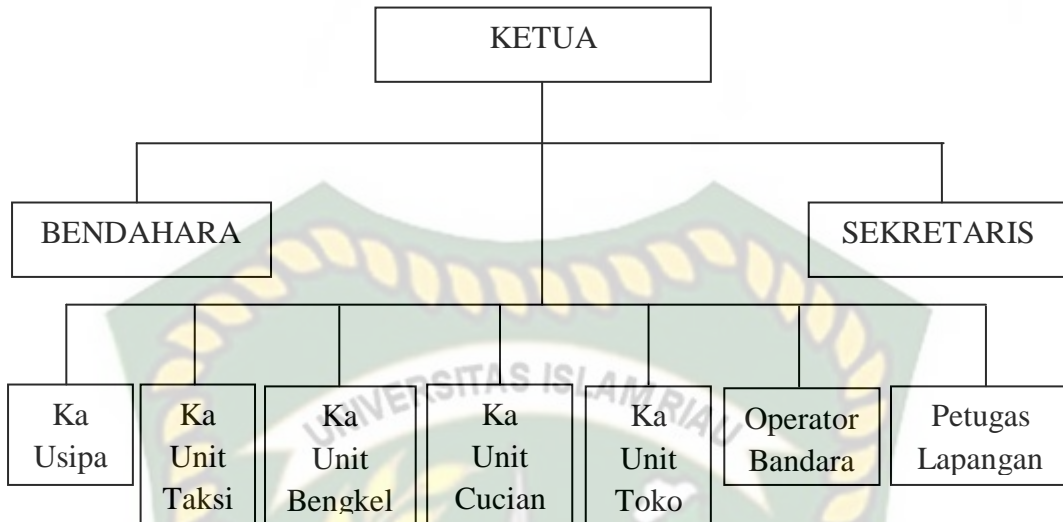 KETUA
BENDAHARA
SEKRETARIS
Ka
Usipa
Ka
Unit
Taksi
Ka
Unit
Bengkel
Ka
Unit
Cucian
Ka
Unit
Toko
Operator
Bandara
Petugas
Lapangan
UNIVERSITAS ISLAM RIAU